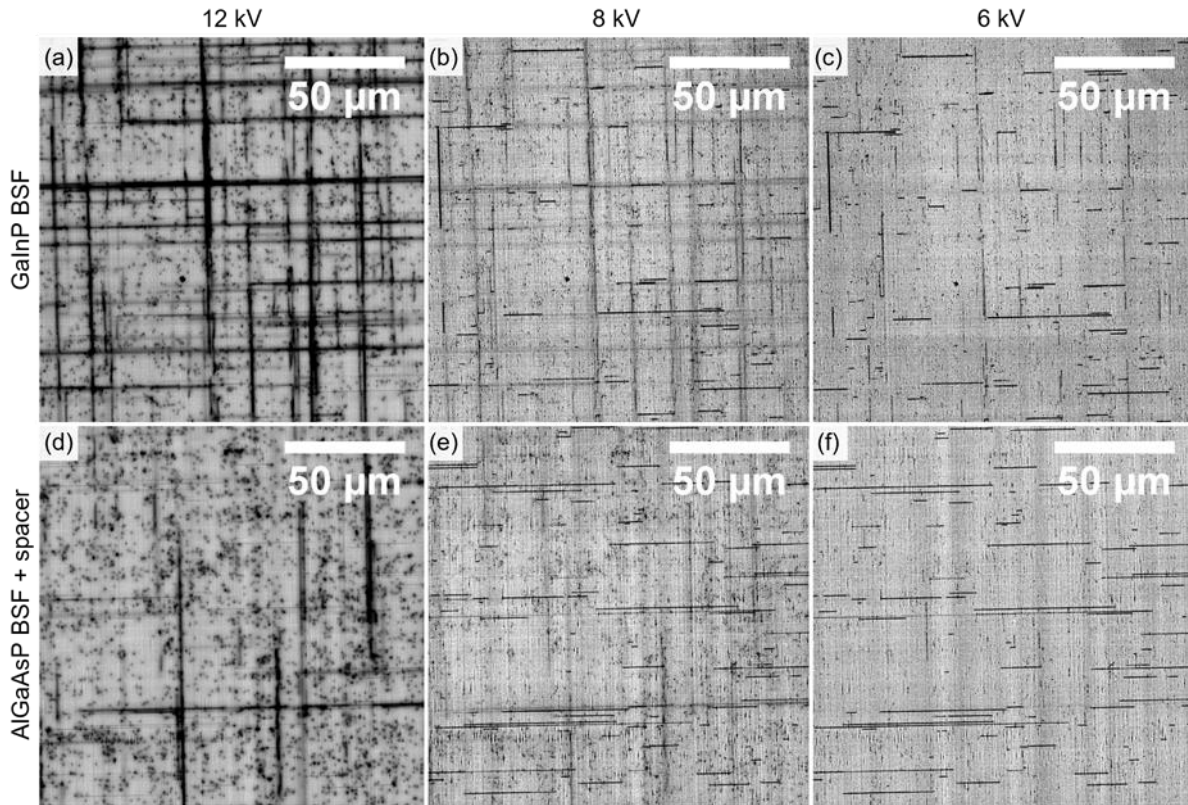 12 kV 8 kV 6 kV
GaInP BSF
(a) 50 µm (b) 50 µm (c) 50 µm
AlGaAsP BSF + spacer
(d) 50 µm (e) 50 µm (f) 50 µm